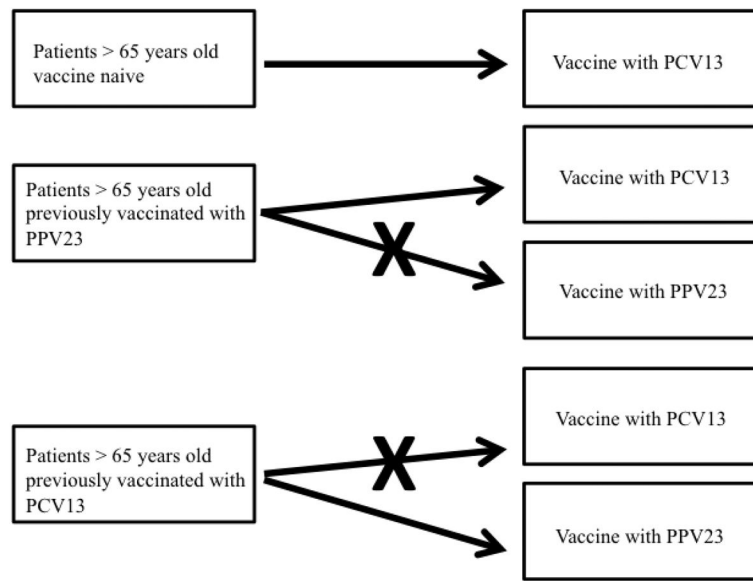 Patients > 65 years old
vaccine naive
Vaccine with PCV13
Patients > 65 years old
previously vaccinated with
PPV23
Vaccine with PCV13
X
Vaccine with PPV23
Patients > 65 years old
previously vaccinated with
PCV13
X
Vaccine with PCV13
Vaccine with PPV23